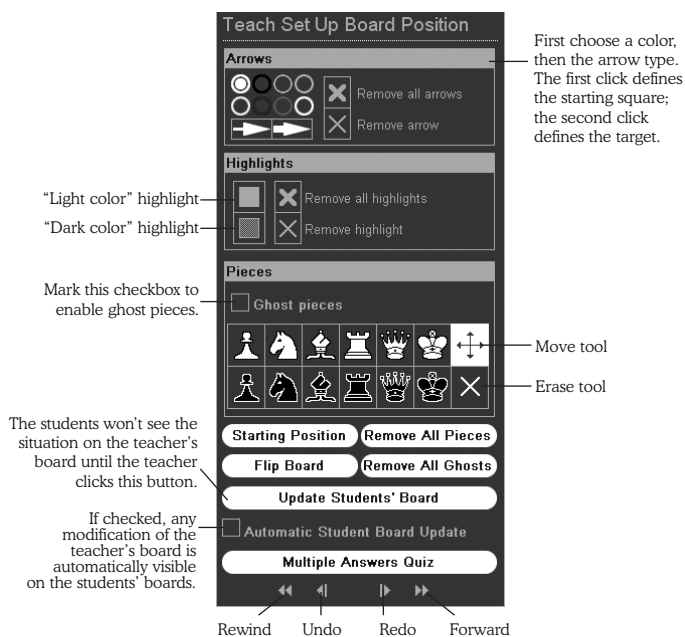 Teach Set Up Board Position
Arrows
Remove all arrows
Remove arrow
First choose a color,
then the arrow type.
The first click defines
the starting square;
the second click
defines the target.
Highlights
“Light color” highlight
Remove all highlights
“Dark color” highlight
Remove highlight
Pieces
Mark this checkbox to
enable ghost pieces.
Ghost pieces
Move tool
Erase tool
The students won’t see the
situation on the teacher’s
board until the teacher
clicks this button.
Starting Position
Remove All Pieces
Flip Board
Remove All Ghosts
Update Students' Board
If checked, any
modification of the
teacher’s board is
automatically visible
on the students’ boards.
Automatic Student Board Update
Multiple Answers Quiz
Rewind Undo Redo Forward